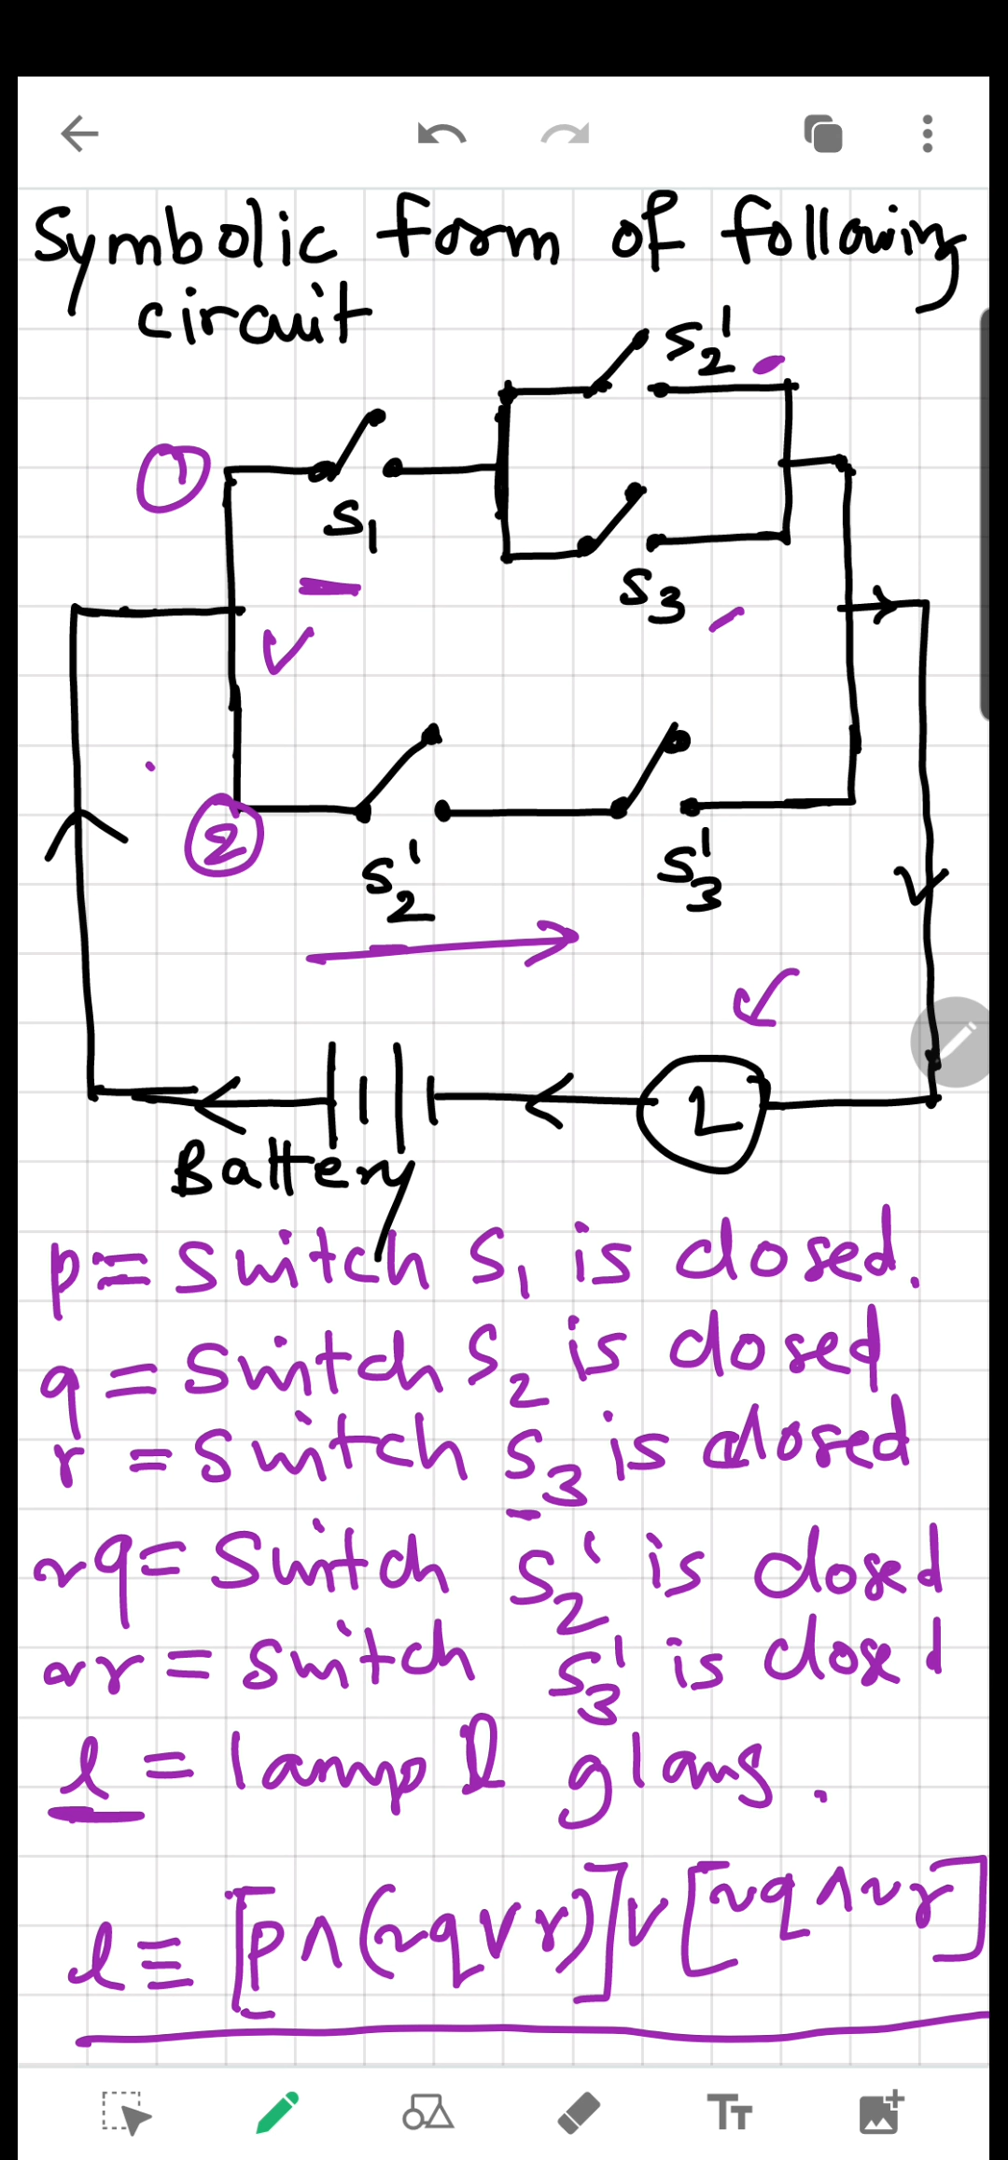 Symbolic form of following
circuit
S₂'
①
S₁
S₃
②
S₂'
S₃'
L
Battery
p = switch S₁ is closed.
q = switch S₂ is closed
r = switch S₃ is closed
~q = Switch S₂' is closed
~r = switch S₃' is closed
l = lamp L glows.
l ≡ [p ∧ (~q ∨ r)] ∨ [~q ∧ ~r]
TT